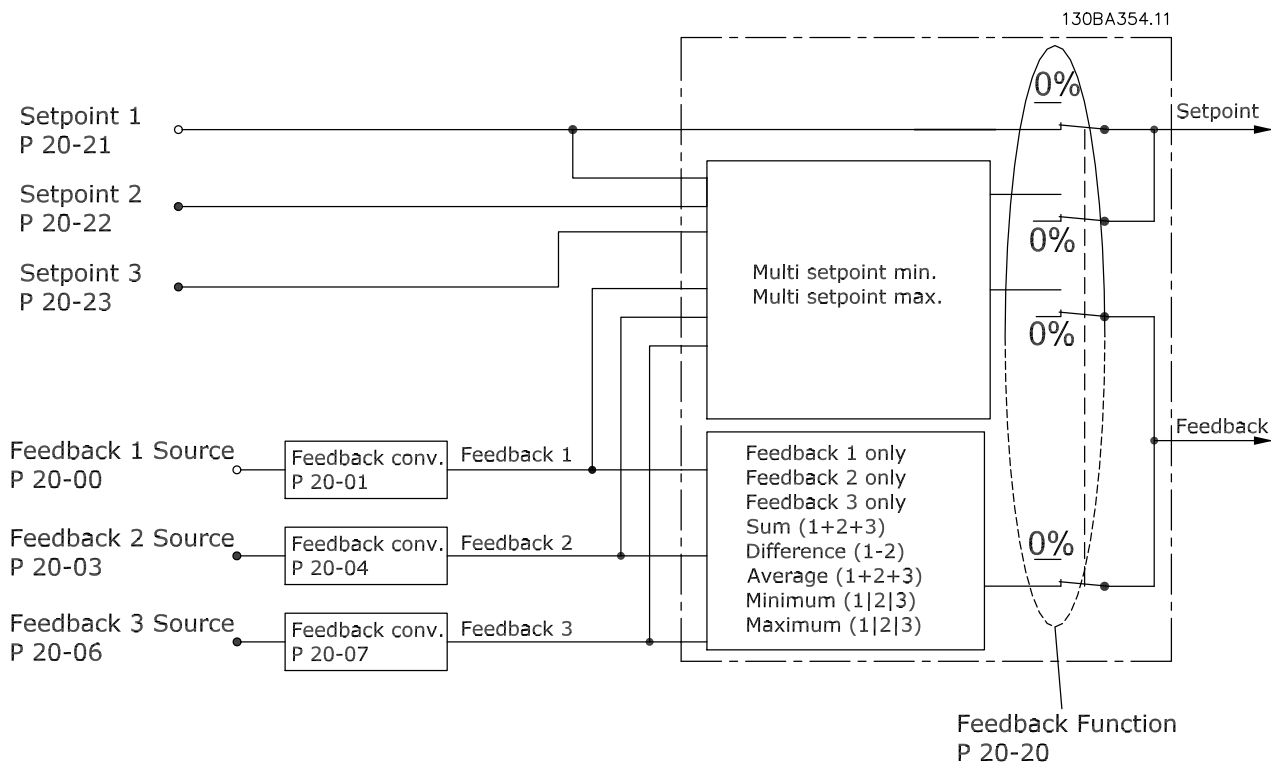 130BA354.11
0%
Setpoint 1
P 20-21
Setpoint
Setpoint 2
P 20-22
0%
Setpoint 3
P 20-23
Multi setpoint min.
Multi setpoint max.
0%
Feedback
Feedback 1 Source
P 20-00
Feedback conv.
P 20-01
Feedback 1
Feedback 2 Source
P 20-03
Feedback conv.
P 20-04
Feedback 2
Feedback 3 Source
P 20-06
Feedback conv.
P 20-07
Feedback 3
Feedback 1 only
Feedback 2 only
Feedback 3 only
Sum (1+2+3)
Difference (1-2)
Average (1+2+3)
Minimum (1|2|3)
Maximum (1|2|3)
0%
Feedback Function
P 20-20